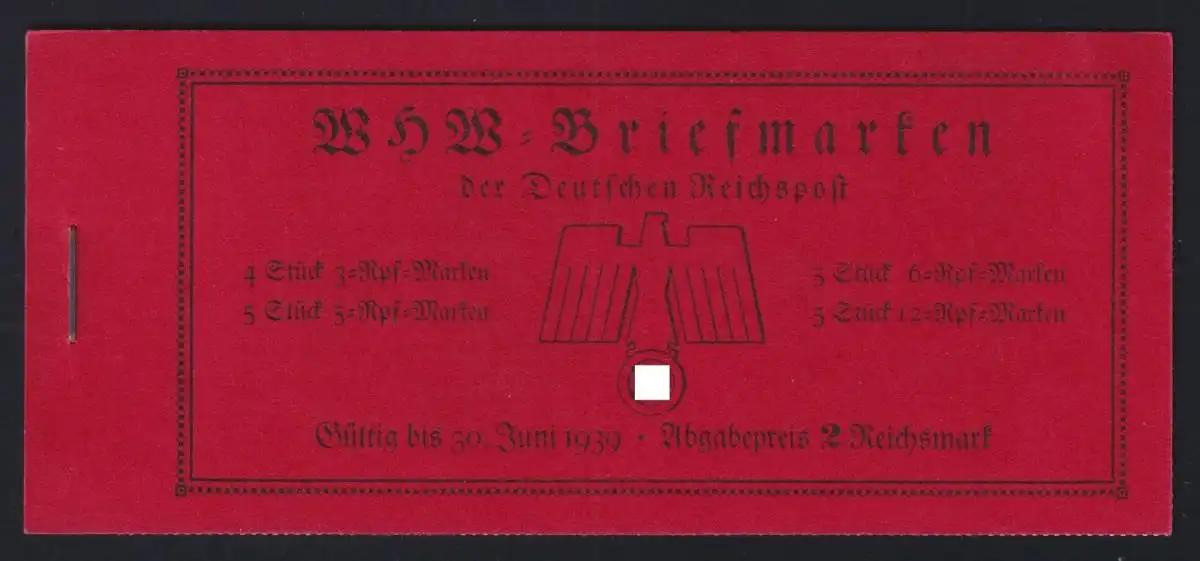 WHW=Briefmarken
der Deutschen Reichspost
4 Stück 3=Rpf=Marken
5 Stück 5=Rpf=Marken
5 Stück 6=Rpf=Marken
5 Stück 12=Rpf=Marken
Gültig bis 30. Juni 1939 · Abgabepreis 2 Reichsmark